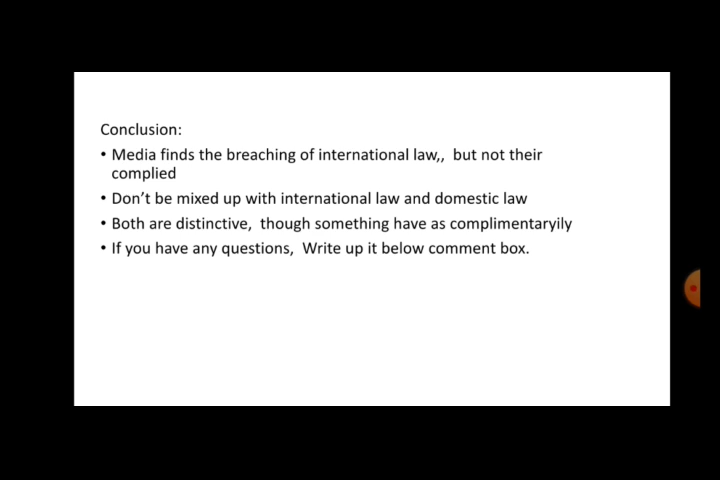 Conclusion:
• Media finds the breaching of international law,, but not their
complied
• Don't be mixed up with international law and domestic law
• Both are distinctive, though something have as complimentaryily
• If you have any questions, Write up it below comment box.